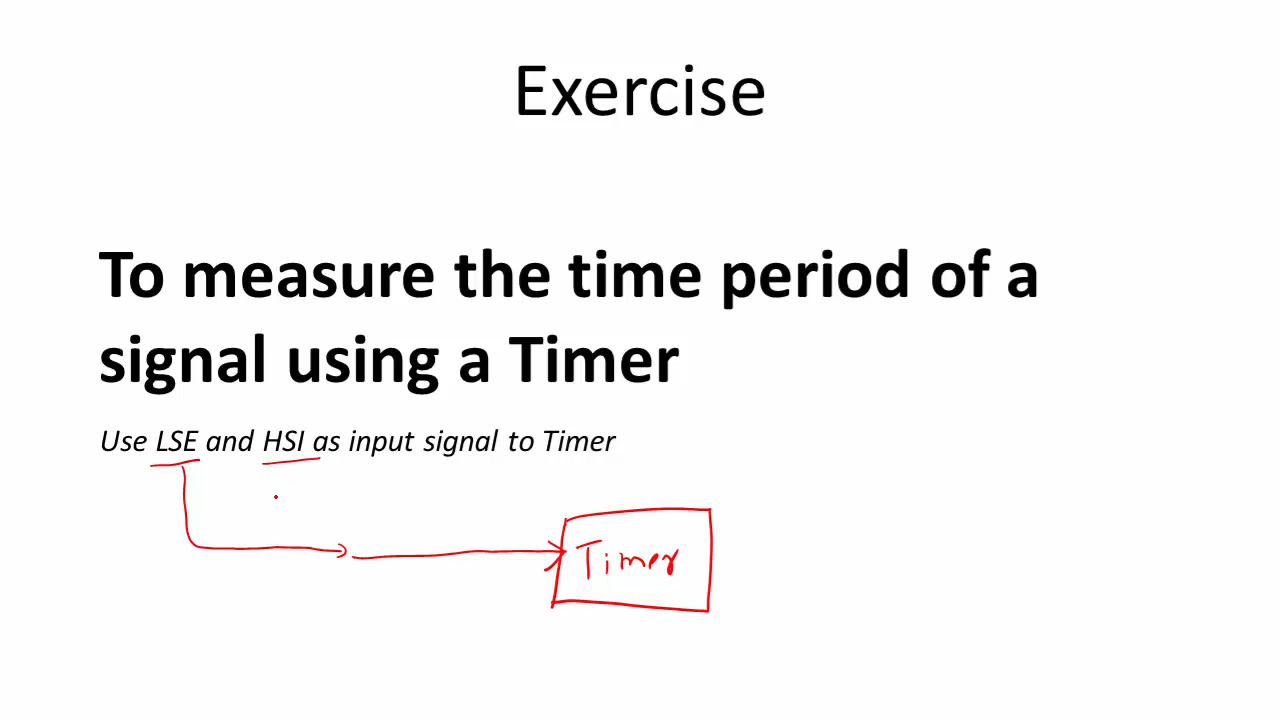 Exercise
To measure the time period of a
signal using a Timer
Use LSE and HSI as input signal to Timer
Timer